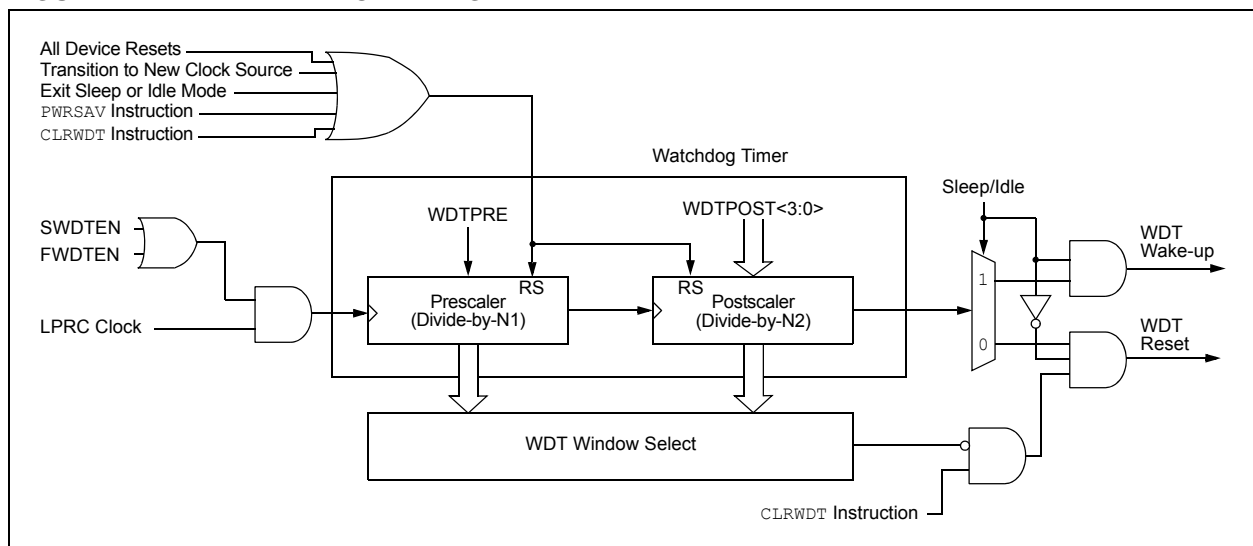 All Device Resets
Transition to New Clock Source
Exit Sleep or Idle Mode
PWRSAV Instruction
CLRWDT Instruction
Watchdog Timer
Sleep/Idle
SWDTEN
FWDTEN
WDTPRE
WDTPOST<3:0>
WDT
Wake-up
RS
RS
1
Prescaler
(Divide-by-N1)
Postscaler
(Divide-by-N2)
LPRC Clock
0
WDT
Reset
WDT Window Select
CLRWDT Instruction